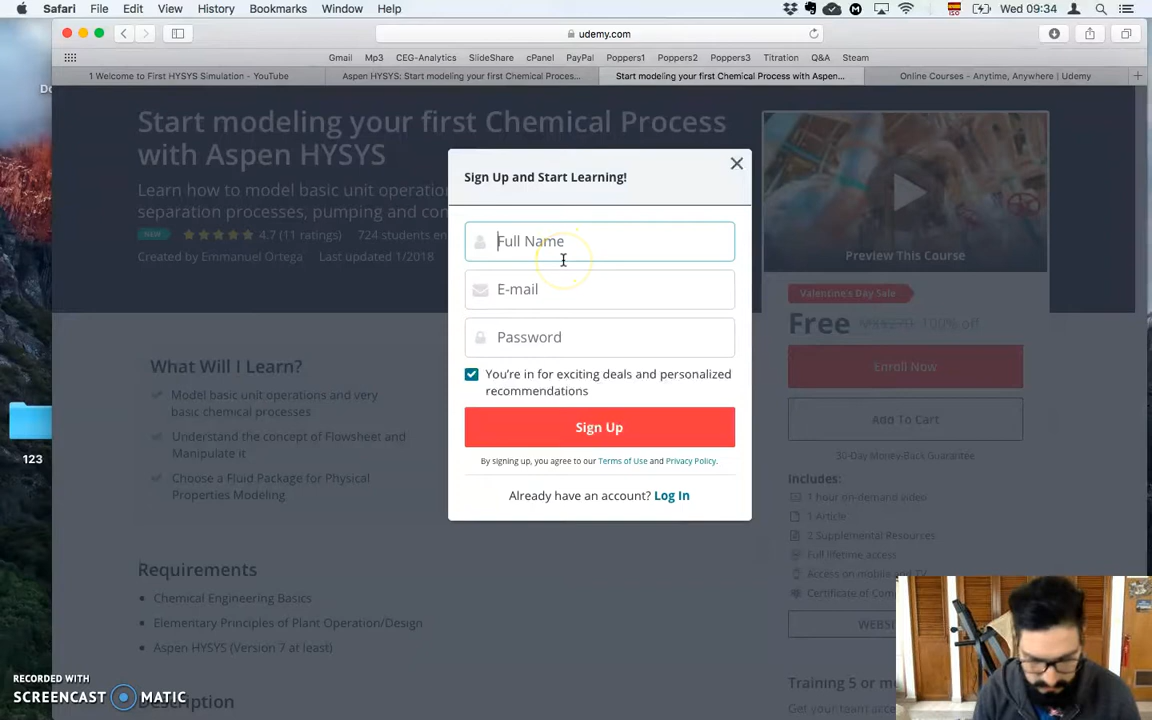 Safari File Edit View History Bookmarks Window Help
Wed 09:34
udemy.com
Gmail Mp3 CEG-Analytics SlideShare cPanel PayPal Poppers1 Poppers2 Poppers3 Titration Q&A Steam
1 Welcome to First HYSYS Simulation - YouTube
Aspen HYSYS: Start modeling your first Chemical Proces...
Start modeling your first Chemical Process with Aspen...
Online Courses - Anytime, Anywhere | Udemy
Start modeling your first Chemical Process
with Aspen HYSYS
Learn how to model basic unit operation
separation processes, pumping and con
NEW 4.7 (11 ratings) 724 students en
Created by Emmanuel Ortega Last updated 1/2018
Sign Up and Start Learning!
Full Name
E-mail
Password
You're in for exciting deals and personalized
recommendations
Sign Up
By signing up, you agree to our Terms of Use and Privacy Policy.
Already have an account? Log In
Preview This Course
Valentine's Day Sale
Free 100% off
Enroll Now
Add To Cart
30-Day Money-Back Guarantee
Includes:
1 hour on-demand video
1 Article
2 Supplemental Resources
Full lifetime access
Access on mobile and TV
Certificate of Comp
Training 5 or m
Get your team acce
What Will I Learn?
Model basic unit operations and very
basic chemical processes
Understand the concept of Flowsheet and
Manipulate it
Choose a Fluid Package for Physical
Properties Modeling
Requirements
Chemical Engineering Basics
Elementary Principles of Plant Operation/Design
Aspen HYSYS (Version 7 at least)
Description
123
RECORDED WITH
SCREENCAST MATIC